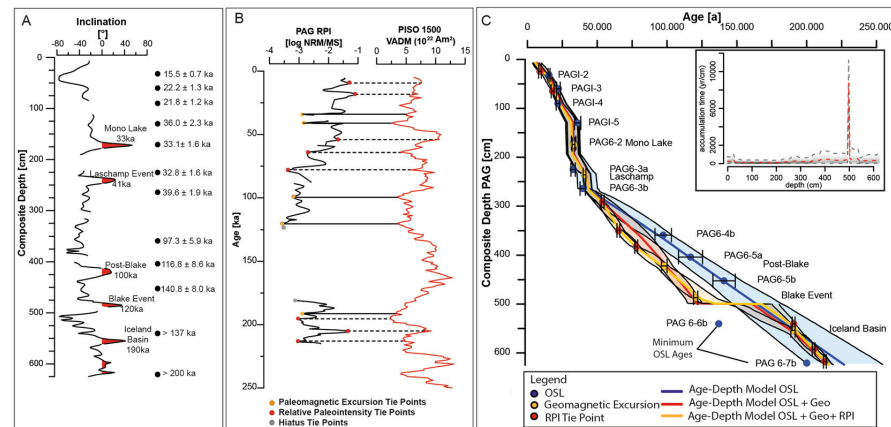 A
Inclination
[°]
-80 -40 0 40 80
Composite Depth [cm]
0
100
200
300
400
500
600
15.5 ± 0.7 ka
22.2 ± 1.3 ka
21.8 ± 1.2 ka
36.0 ± 2.3 ka
Mono Lake
33ka
33.1± 1.6 ka
32.8 ± 1.6 ka
Laschamp Event
41ka
39.6 ± 1.9 ka
97.3 ± 5.9 ka
116.8 ± 8.6 ka
Post-Blake
100ka
140.8 ± 8.0 ka
Blake Event
120ka
Iceland
Basin
190ka
> 137 ka
> 200 ka
B
PAG RPI
[log NRM/MS]
-4 -3 -2 -1
PISO 1500
VADM (10²² Am²)
0 5 10 15
Age [ka]
0
50
100
150
200
250
Paleomagnetic Excursion Tie Points
Relative Paleointensity Tie Points
Hiatus Tie Points
C
Age [a]
0 50.000 100.000 150.000 200.000 250.000
Composite Depth PAG [cm]
0
100
200
300
400
500
600
PAGI-2
PAGI-3
PAGI-4
PAGI-5
PAG6-2 Mono Lake
PAG6-3a
Laschamp
PAG6-3b
PAG6-4b
PAG6-5a
Post-Blake
PAG6-5b
Blake Event
PAG 6-6b
Iceland Basin
Minimum
OSL Ages
PAG 6-7b
accumulation time (yr/cm)
0 2000 4000 6000 8000 10000
0 100 200 300 400 500 600
depth (cm)
Legend
OSL
Geomagnetic Excursion
RPI Tie Point
Age-Depth Model OSL
Age-Depth Model OSL + Geo
Age-Depth Model OSL + Geo+ RPI